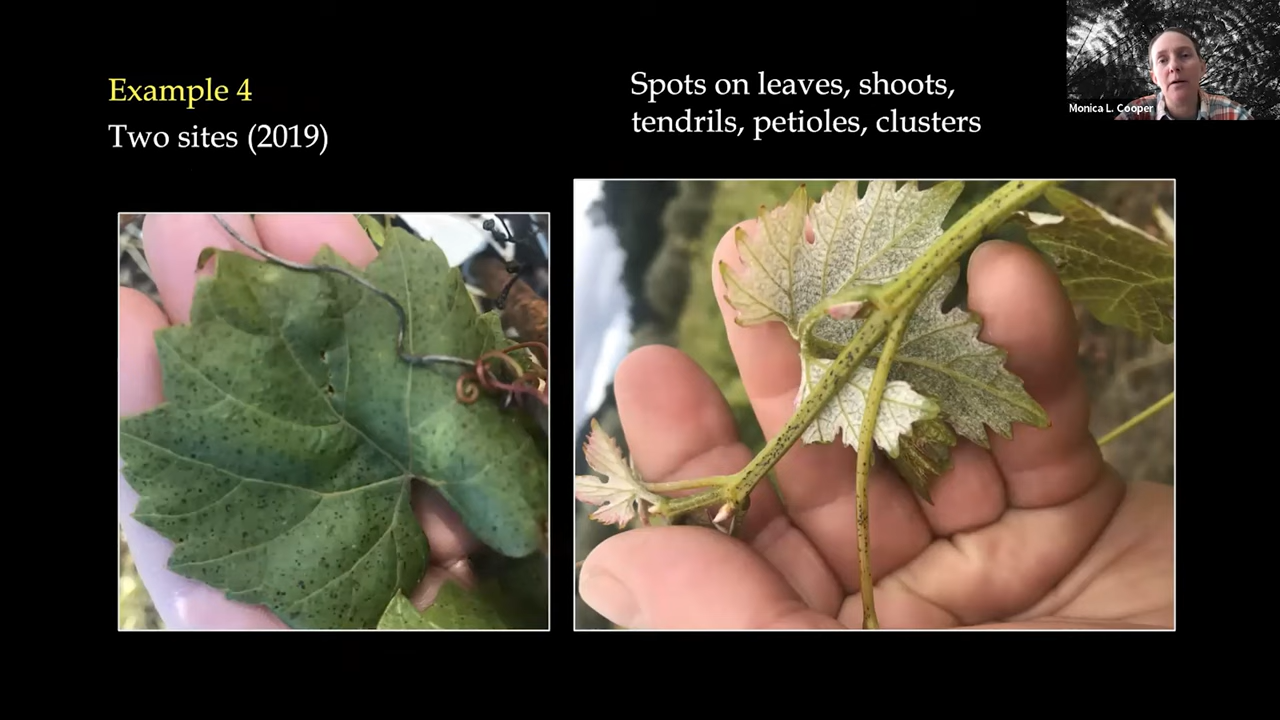 Example 4
Two sites (2019)
Spots on leaves, shoots,
tendrils, petioles, clusters
Monica L. Cooper